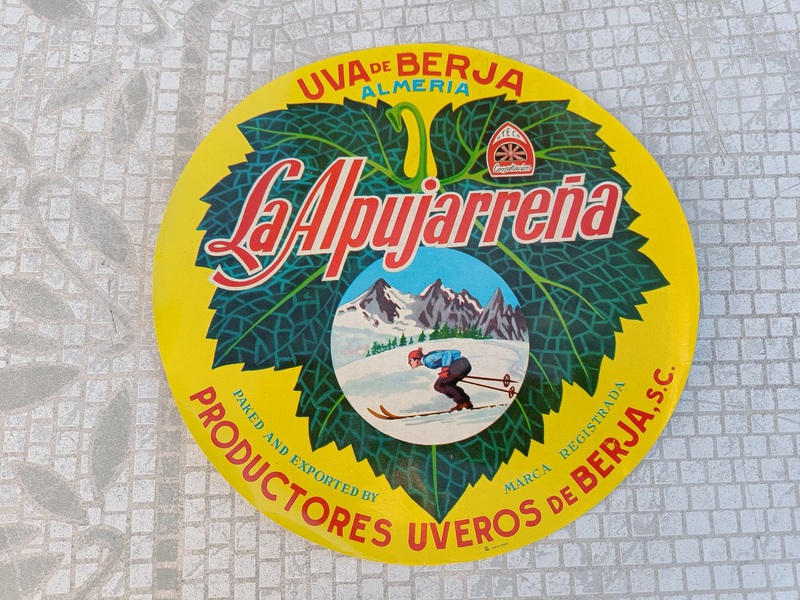 UVA DE BERJA
ALMERIA
La Alpujarreña
PAKED AND EXPORTED BY
MARCA REGISTRADA
PRODUCTORES UVEROS DE BERJA, S.C.